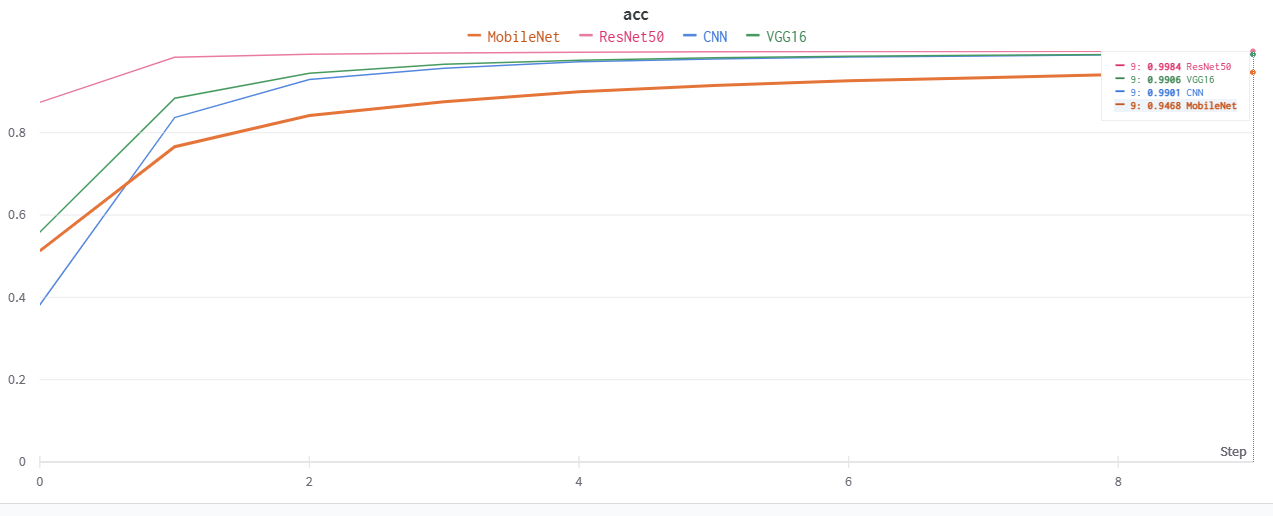 acc
MobileNet ResNet50 CNN VGG16
9: 0.9984 ResNet50
9: 0.9906 VGG16
9: 0.9901 CNN
9: 0.9468 MobileNet
0.8
0.6
0.4
0.2
0
Step
0 2 4 6 8